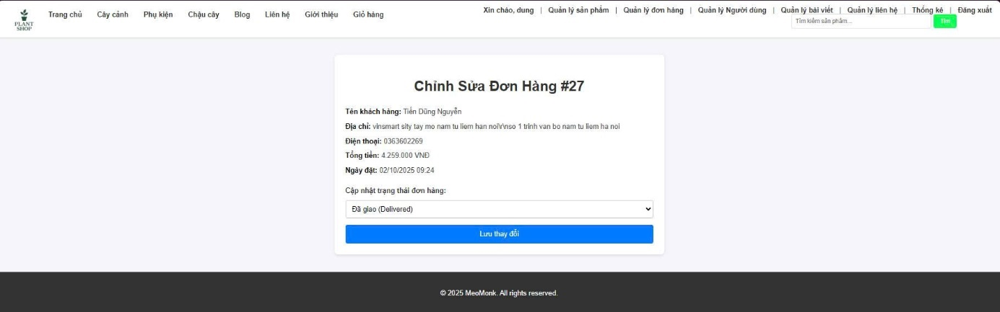 PLANT
SHOP
Trang chủ Cây cảnh Phụ kiện Chậu cây Blog Liên hệ Giới thiệu Giỏ hàng
Xin chào, dung | Quản lý sản phẩm | Quản lý đơn hàng | Quản lý Người dùng | Quản lý bài viết | Quản lý liên hệ | Thống kê | Đăng xuất
Tìm kiếm sản phẩm... Tìm
Chỉnh Sửa Đơn Hàng #27
Tên khách hàng: Tiến Dũng Nguyễn
Địa chỉ: vinsmart sity tay mo nam tu liem han noi\r\nso 1 trinh van bo nam tu liem ha noi
Điện thoại: 0363602269
Tổng tiền: 4.259.000 VNĐ
Ngày đặt: 02/10/2025 09:24
Cập nhật trạng thái đơn hàng:
Đã giao (Delivered)
Lưu thay đổi
© 2025 MeoMonk. All rights reserved.